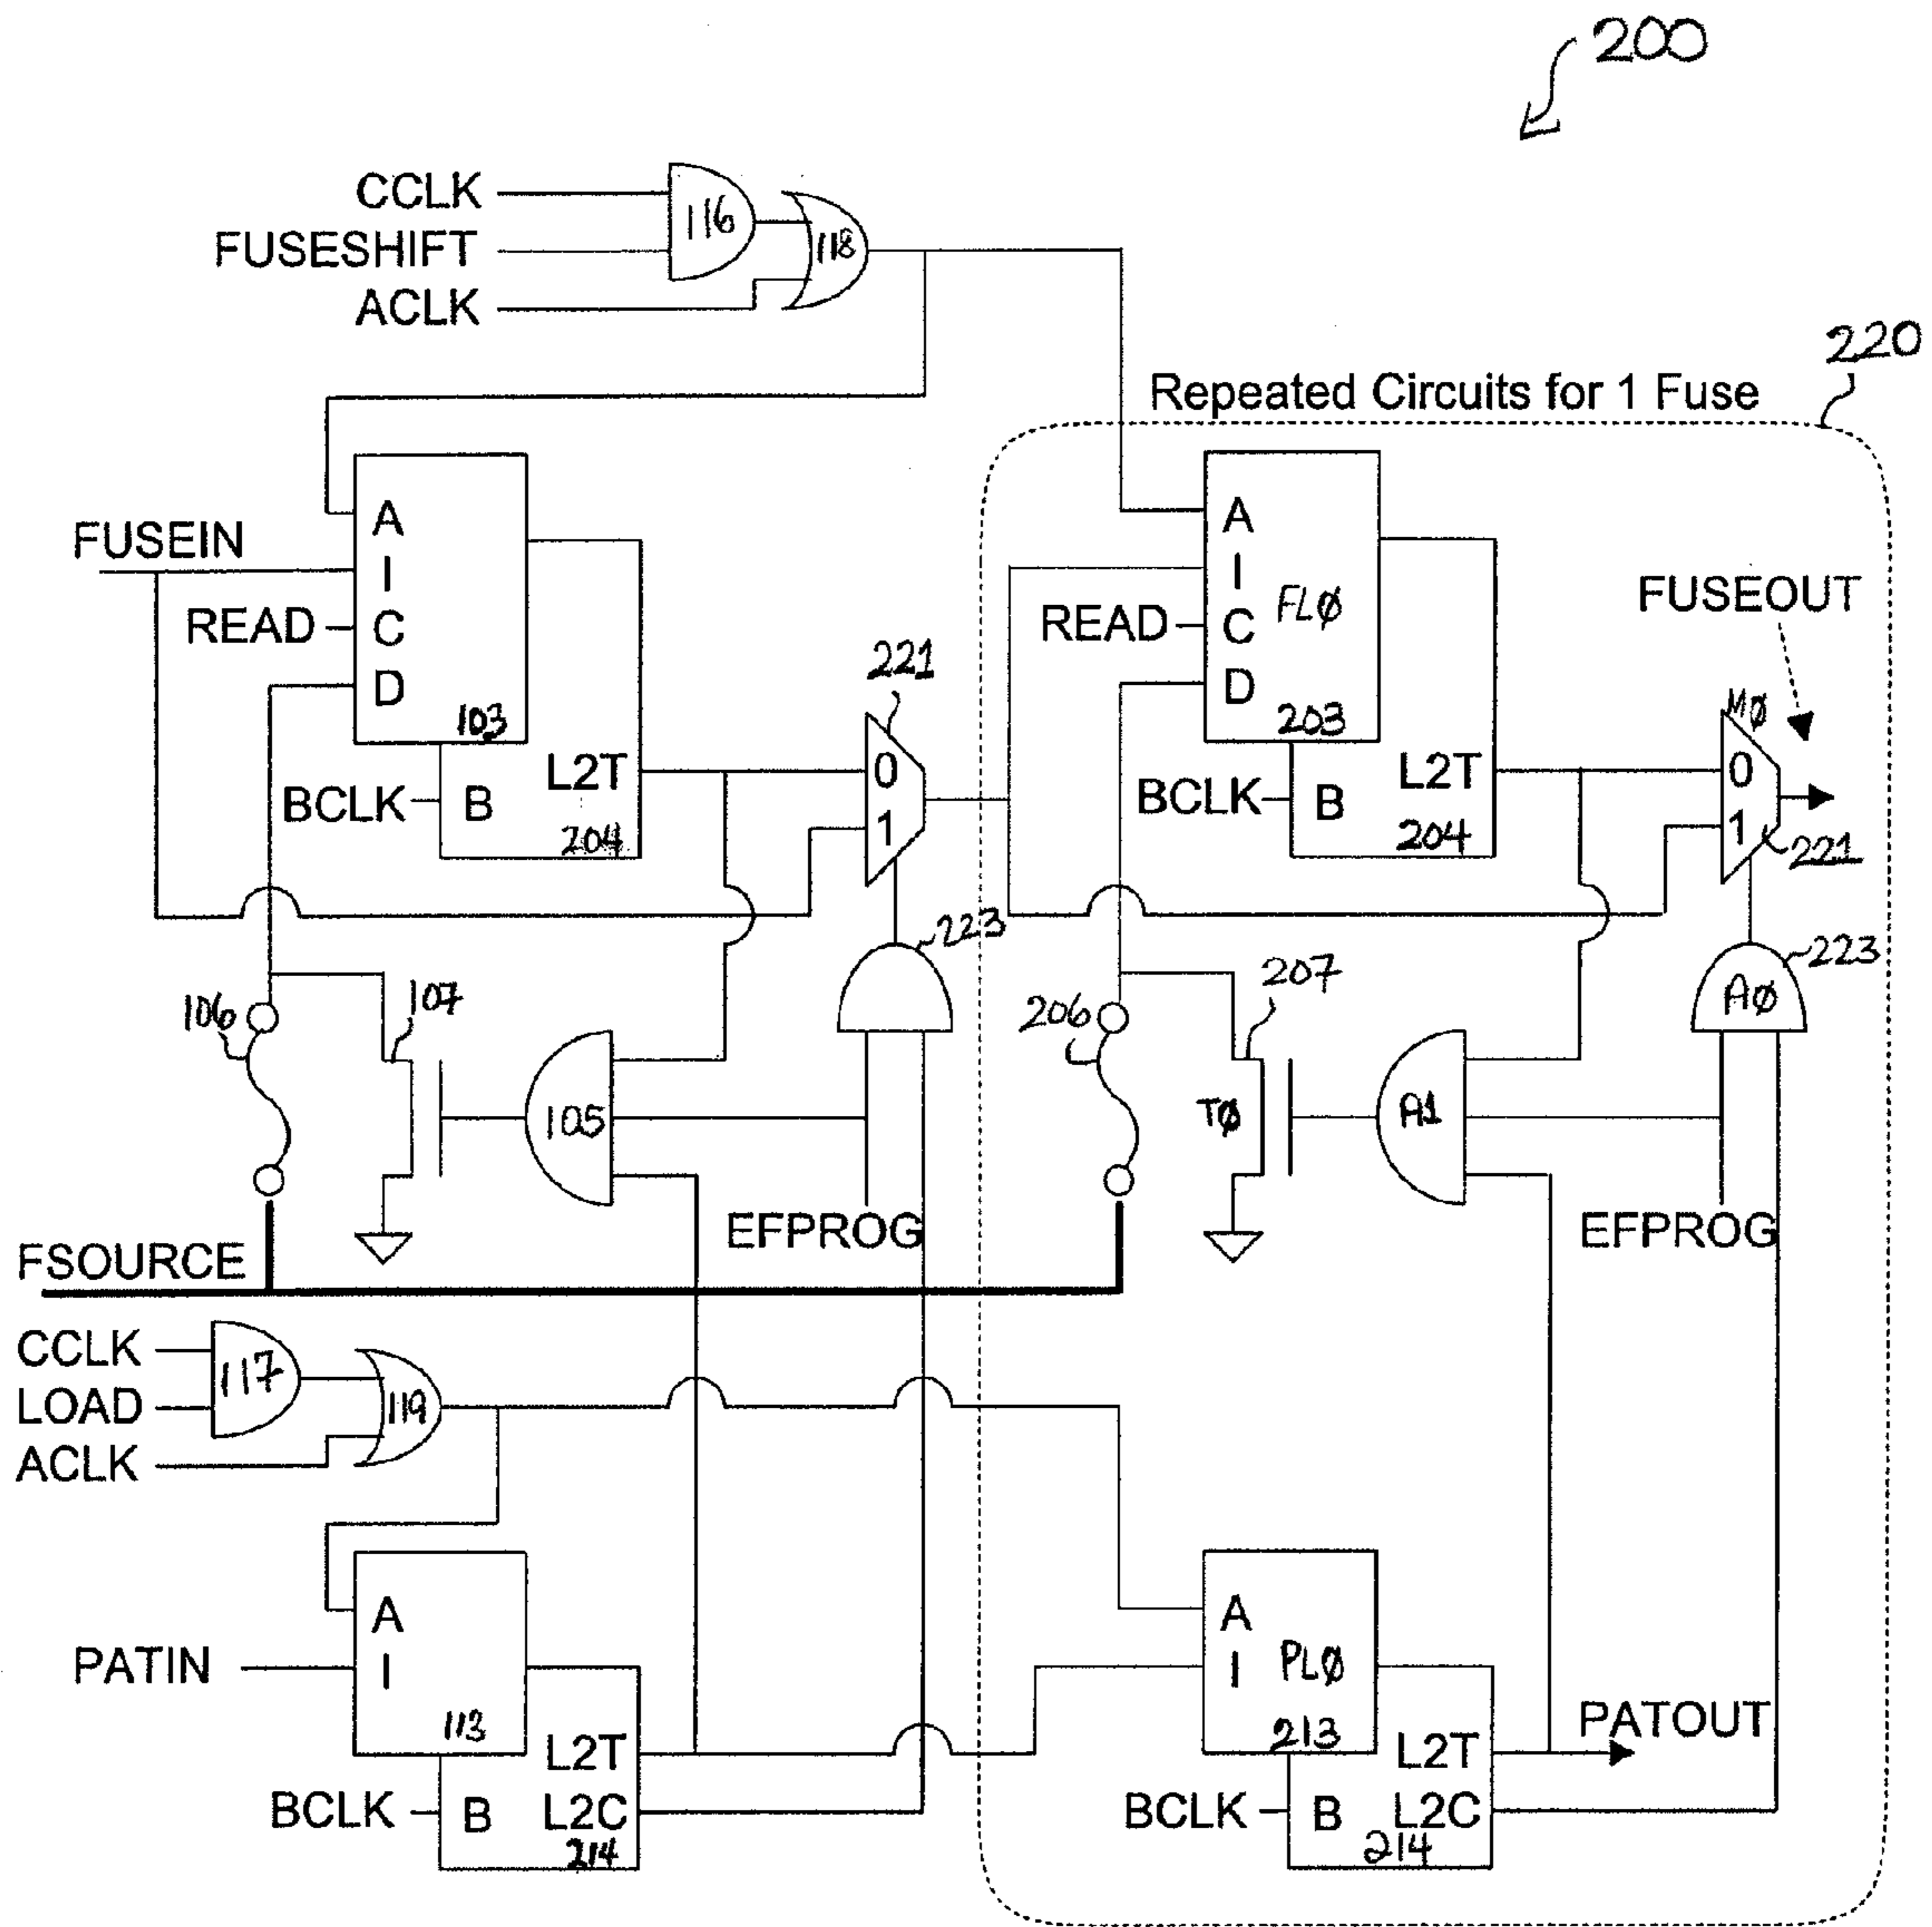 200
CCLK
116
FUSESHIFT
118
ACLK
220
Repeated Circuits for 1 Fuse
A
FUSEIN
I
READ
C
D
103
BCLK
B
L2T
204
221
0
1
A
I
FLØ
READ
C
D
203
BCLK
B
L2T
204
FUSEOUT
MØ
0
1
221
223
106
107
105
EFPROG
206
207
TØ
A1
223
AØ
EFPROG
FSOURCE
CCLK
117
LOAD
119
ACLK
A
PATIN
I
113
L2T
BCLK
B
L2C
214
A
I
PLØ
213
L2T
PATOUT
BCLK
B
L2C
214